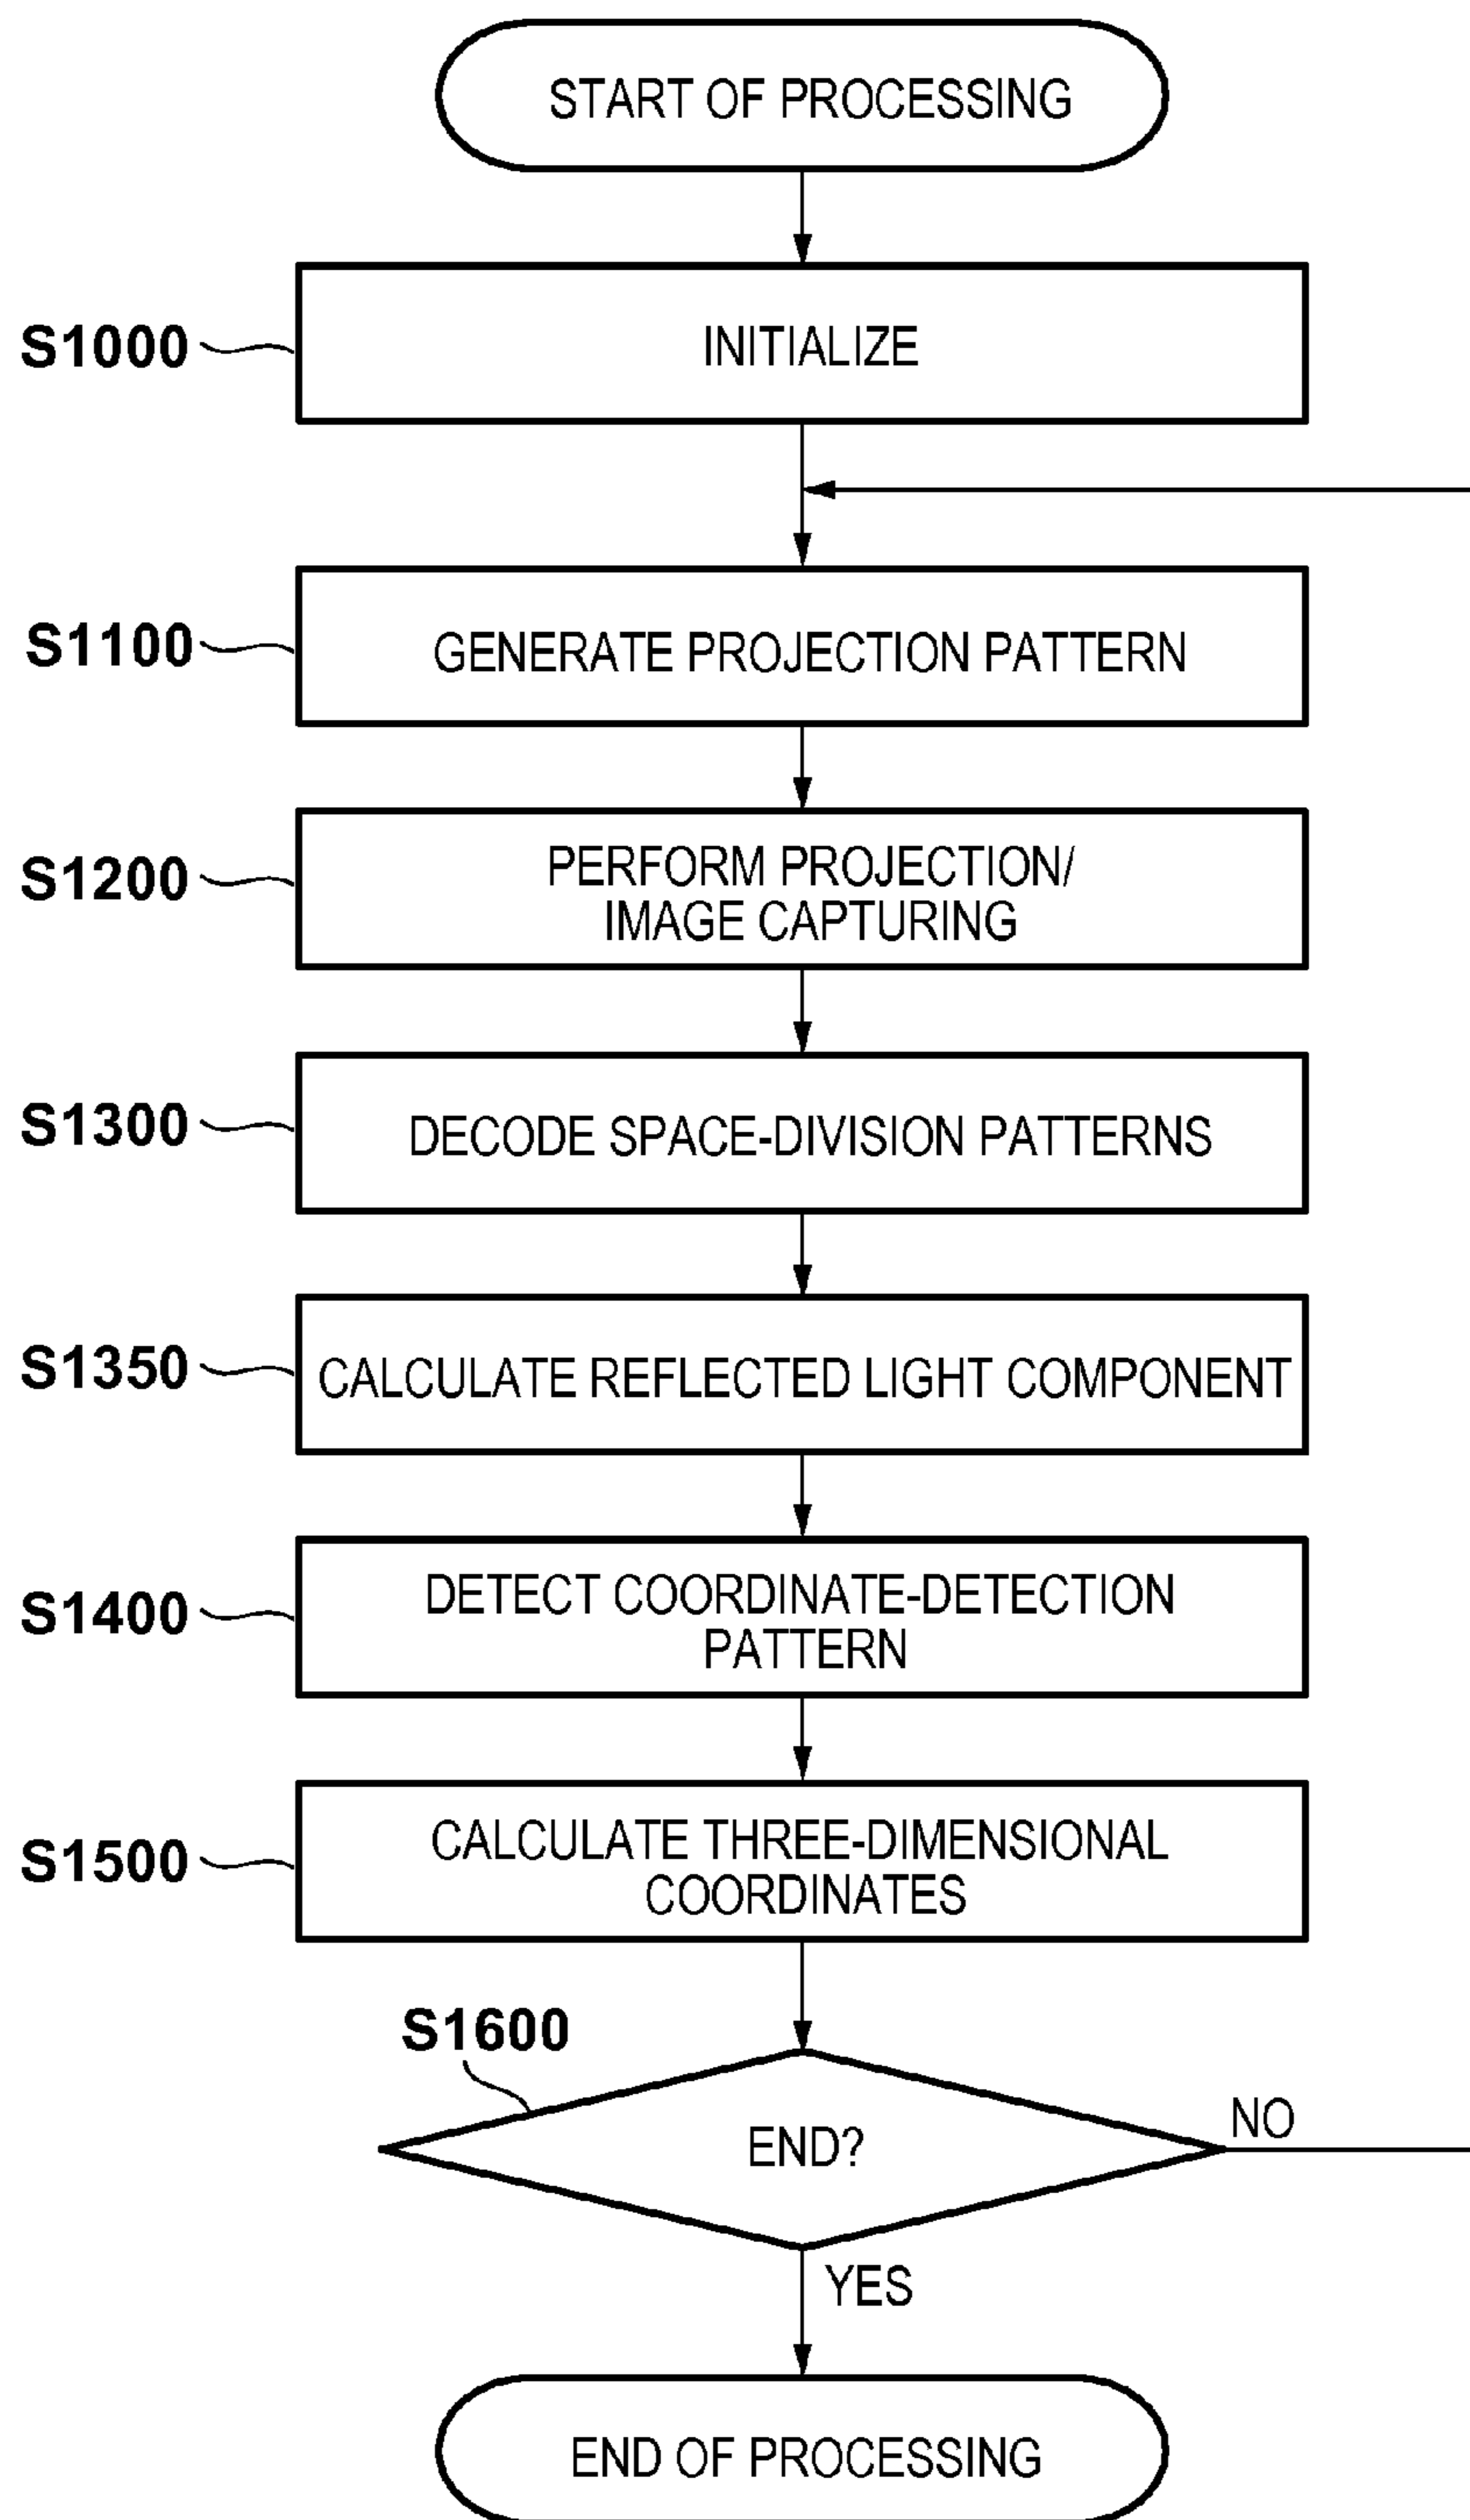 START OF PROCESSING
S1000
INITIALIZE
S1100
GENERATE PROJECTION PATTERN
S1200
PERFORM PROJECTION/
IMAGE CAPTURING
S1300
DECODE SPACE-DIVISION PATTERNS
S1350
CALCULATE REFLECTED LIGHT COMPONENT
S1400
DETECT COORDINATE-DETECTION
PATTERN
S1500
CALCULATE THREE-DIMENSIONAL
COORDINATES
S1600
END?
NO
YES
END OF PROCESSING